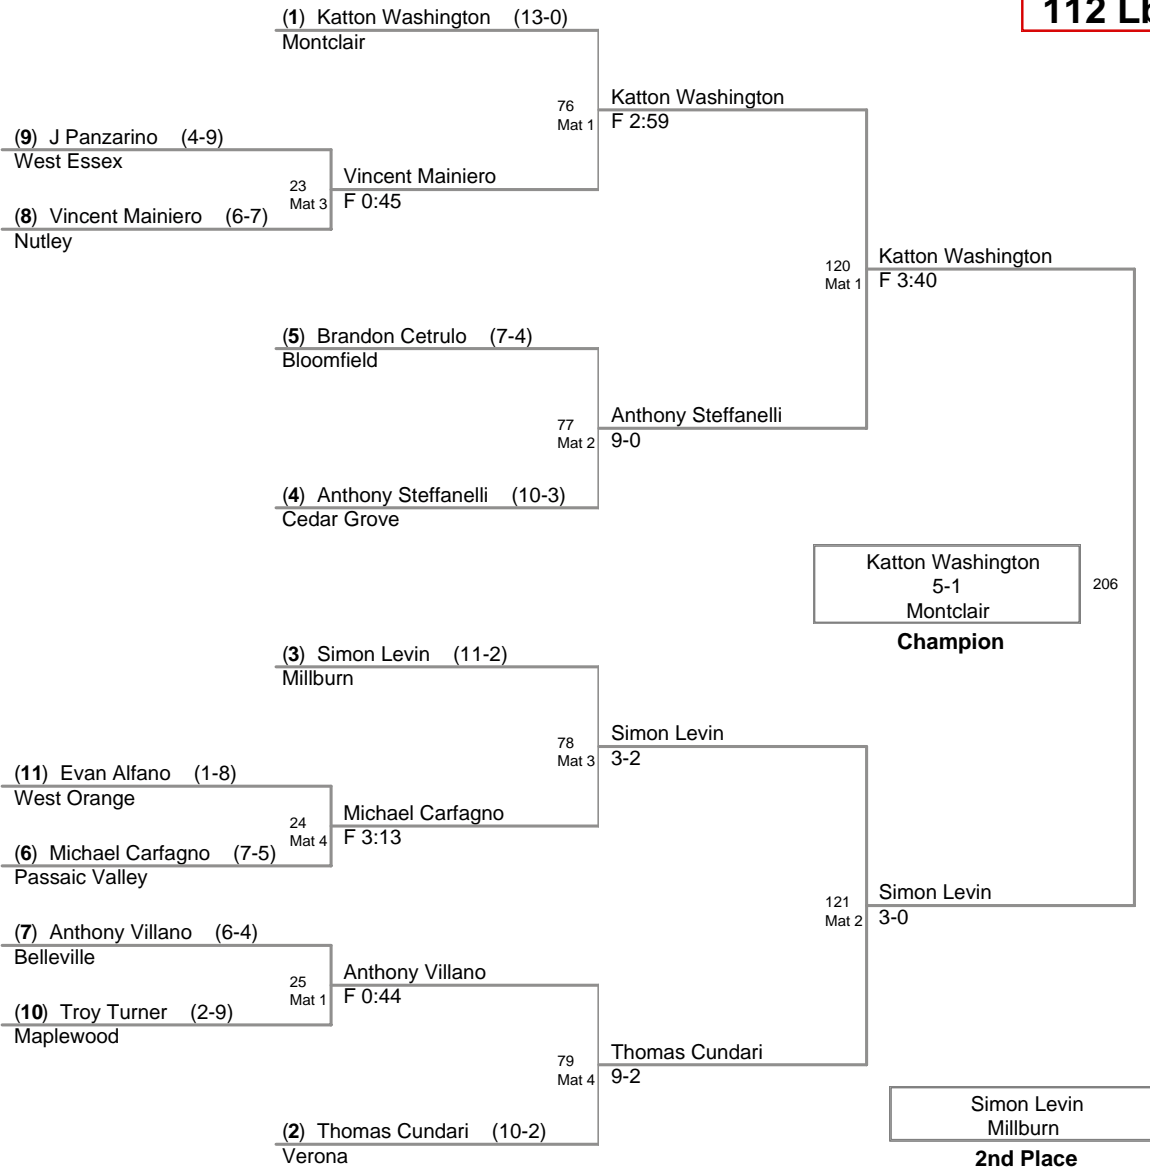 112 Lb
(1) Katton Washington (13-0)
Montclair
76
Mat 1
Katton Washington
F 2:59
(9) J Panzarino (4-9)
West Essex
23
Mat 3
Vincent Mainiero
F 0:45
(8) Vincent Mainiero (6-7)
Nutley
120
Mat 1
Katton Washington
F 3:40
(5) Brandon Cetrulo (7-4)
Bloomfield
77
Mat 2
Anthony Steffanelli
9-0
(4) Anthony Steffanelli (10-3)
Cedar Grove
Katton Washington
5-1
Montclair
206
Champion
(3) Simon Levin (11-2)
Millburn
78
Mat 3
Simon Levin
3-2
(11) Evan Alfano (1-8)
West Orange
24
Mat 4
Michael Carfagno
F 3:13
(6) Michael Carfagno (7-5)
Passaic Valley
121
Mat 2
Simon Levin
3-0
(7) Anthony Villano (6-4)
Belleville
25
Mat 1
Anthony Villano
F 0:44
(10) Troy Turner (2-9)
Maplewood
79
Mat 4
Thomas Cundari
9-2
(2) Thomas Cundari (10-2)
Verona
Simon Levin
Millburn
2nd Place